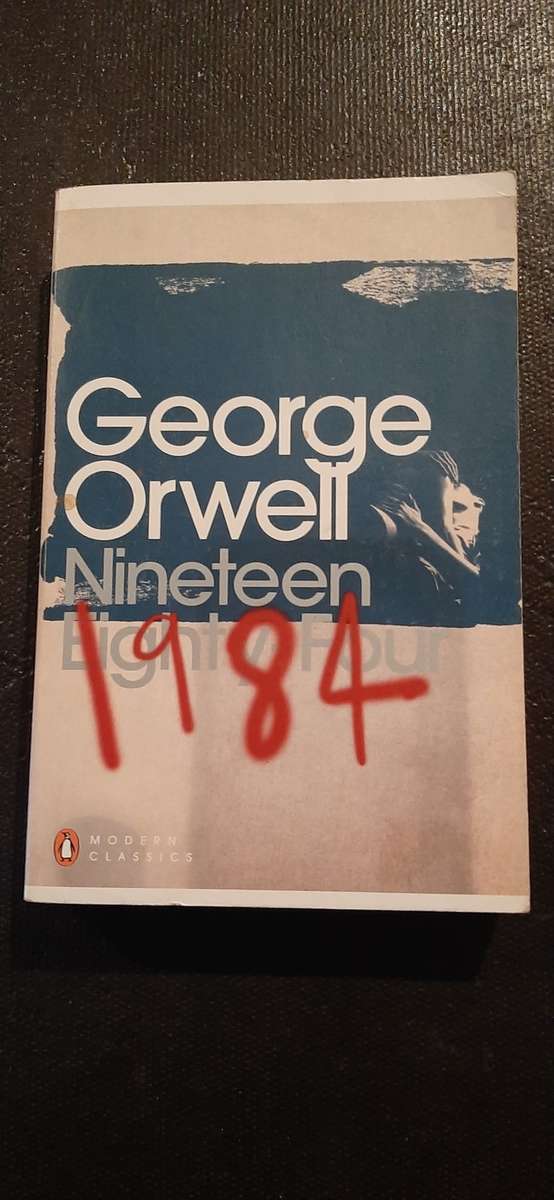 George
Orwell
Nineteen
Eighty-Four
1984
MODERN
CLASSICS